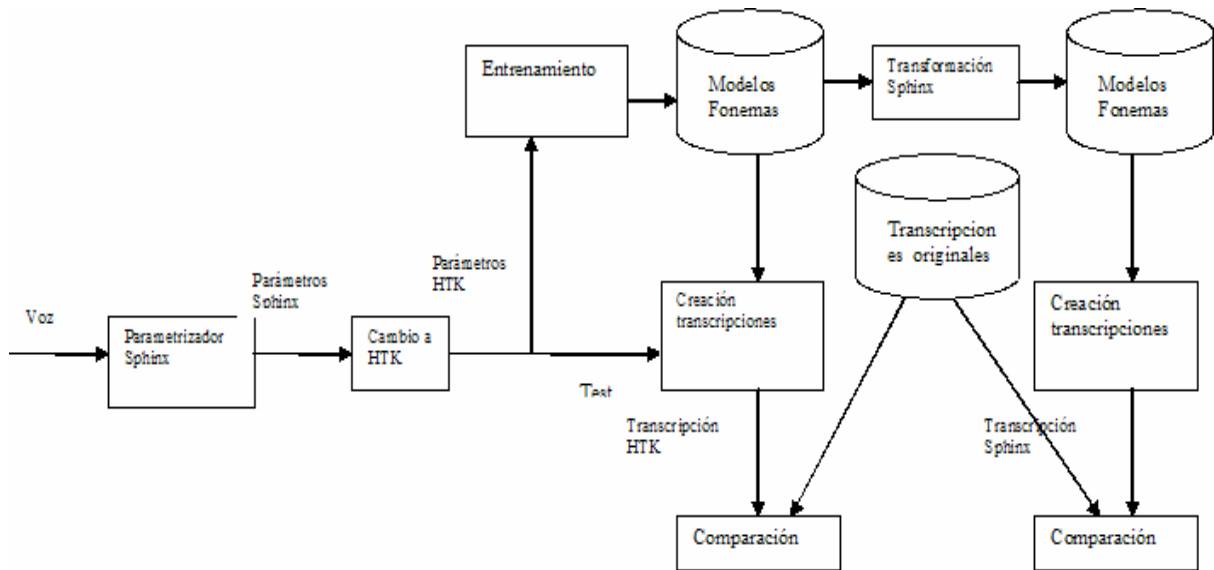 Entrenamiento
Modelos
Fonemas
Transformación
Sphinx
Modelos
Fonemas
Transcripcion
es originales
Parámetros
HTK
Parámetros
Sphinx
Voz
Parametrizador
Sphinx
Cambio a
HTK
Test
Creación
transcripciones
Creación
transcripciones
Transcripción
HTK
Transcripción
Sphinx
Comparación
Comparación